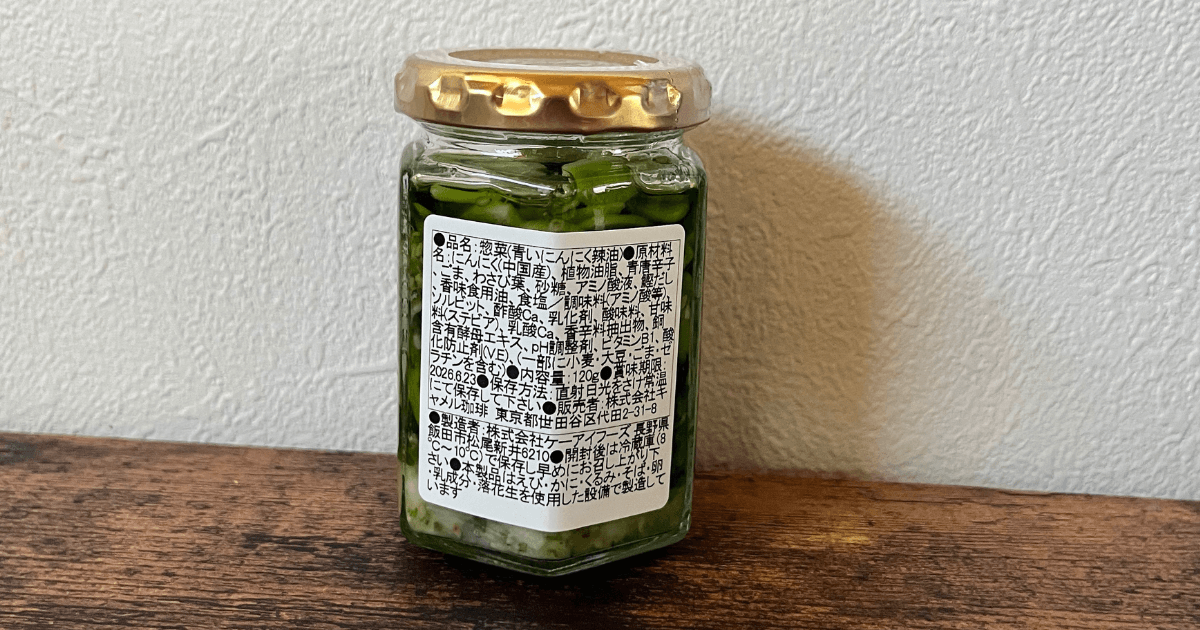 ●品名:惣菜(青いにんにく辣油)●原材料
名:にんにく(中国産)、植物油脂、青唐辛子
、ごま、わさび葉、砂糖、アミノ酸液、鰹だし
、香味食用油、食塩/調味料(アミノ酸等)、
ソルビット、酢酸Ca、乳化剤、酸味料、甘味
料(ステビア)、乳酸Ca、香辛料抽出物、銅
含有酵母エキス、pH調整剤、ビタミンB1、酸
化防止剤(VE)、(一部に小麦・大豆・ごま・ゼ
ラチンを含む)●内容量:120g●賞味期限:
2026.6.23●保存方法:直射日光をさけ常温
にて保存して下さい●販売者:株式会社キ
ャメル珈琲 東京都世田谷区代田2-31-8
●製造者:株式会社ケーアイフーズ 長野県
飯田市松尾新井6210●開封後は冷蔵庫(8
℃~10℃)で保存し早めにお召し上がり下
さい●本製品はえび・かに・くるみ・そば・卵
・乳成分・落花生を使用した設備で製造して
います